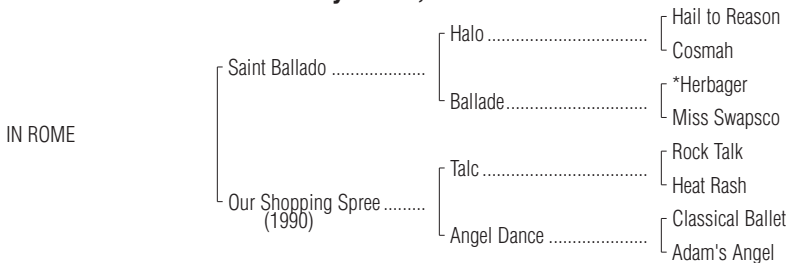 Hail to Reason
Halo ....................................
Cosmah
Saint Ballado .....................
*Herbager
Ballade................................
Miss Swapsco
IN ROME
Rock Talk
Talc .....................................
Heat Rash
Our Shopping Spree .........
(1990)
Classical Ballet
Angel Dance ......................
Adam's Angel